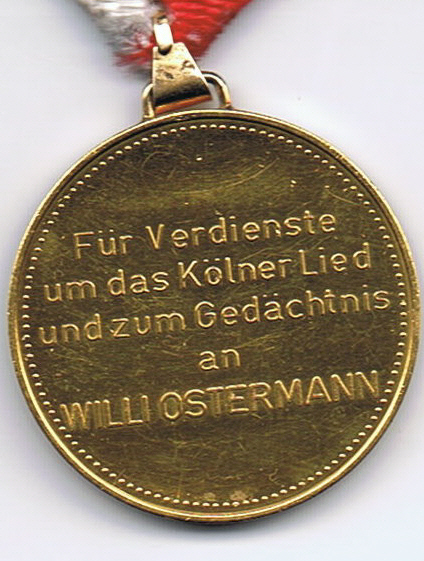 Für Verdienste
um das Kölner Lied
und zum Gedächtnis
an
WILLI OSTERMANN